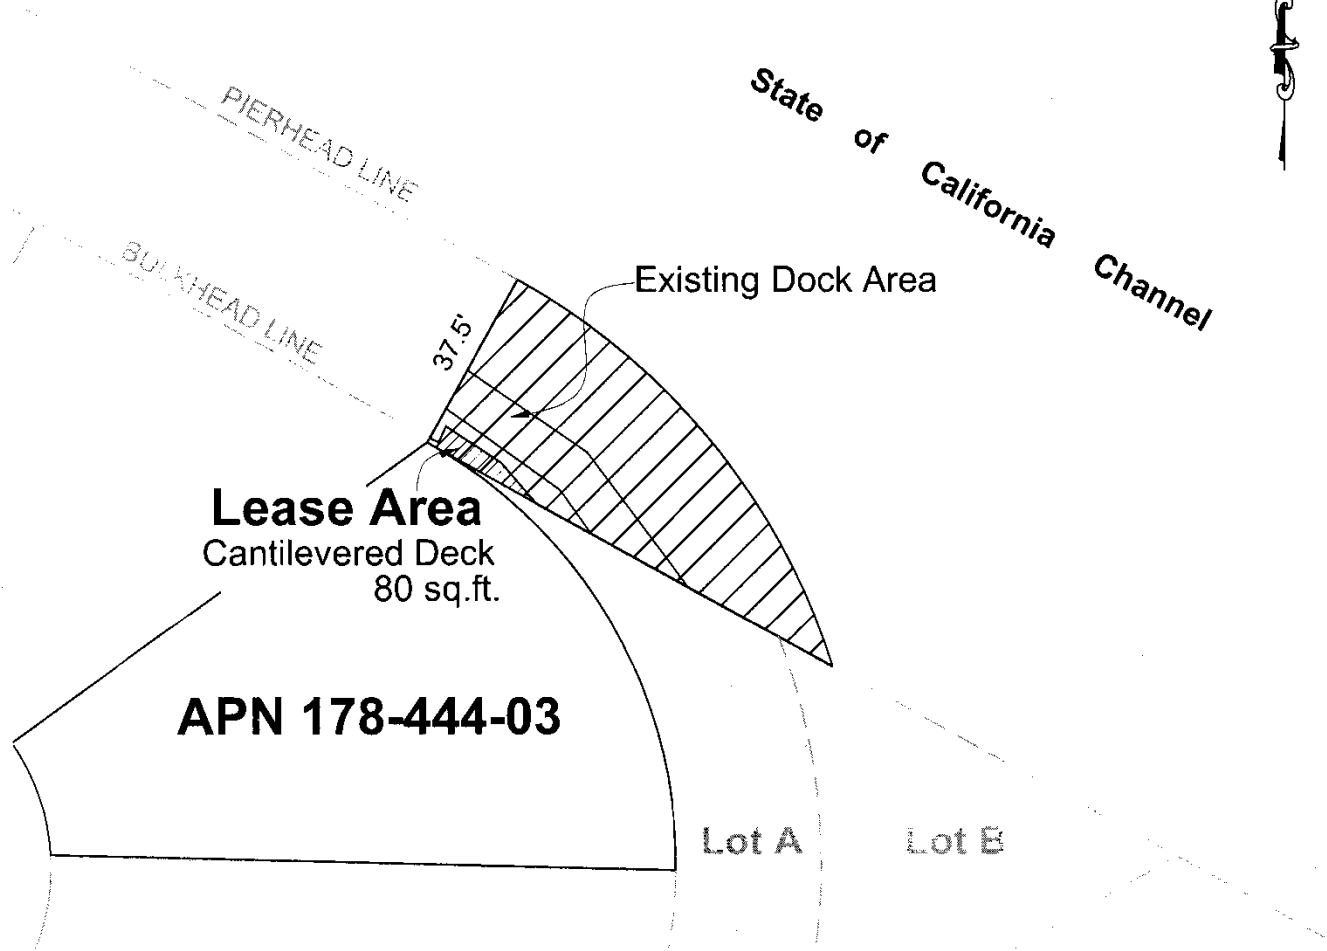 State of California Channel
PIERHEAD LINE
BULKHEAD LINE
Existing Dock Area
37.5'
Lease Area
Cantilevered Deck
80 sq.ft.
APN 178-444-03
Lot A
Lot B